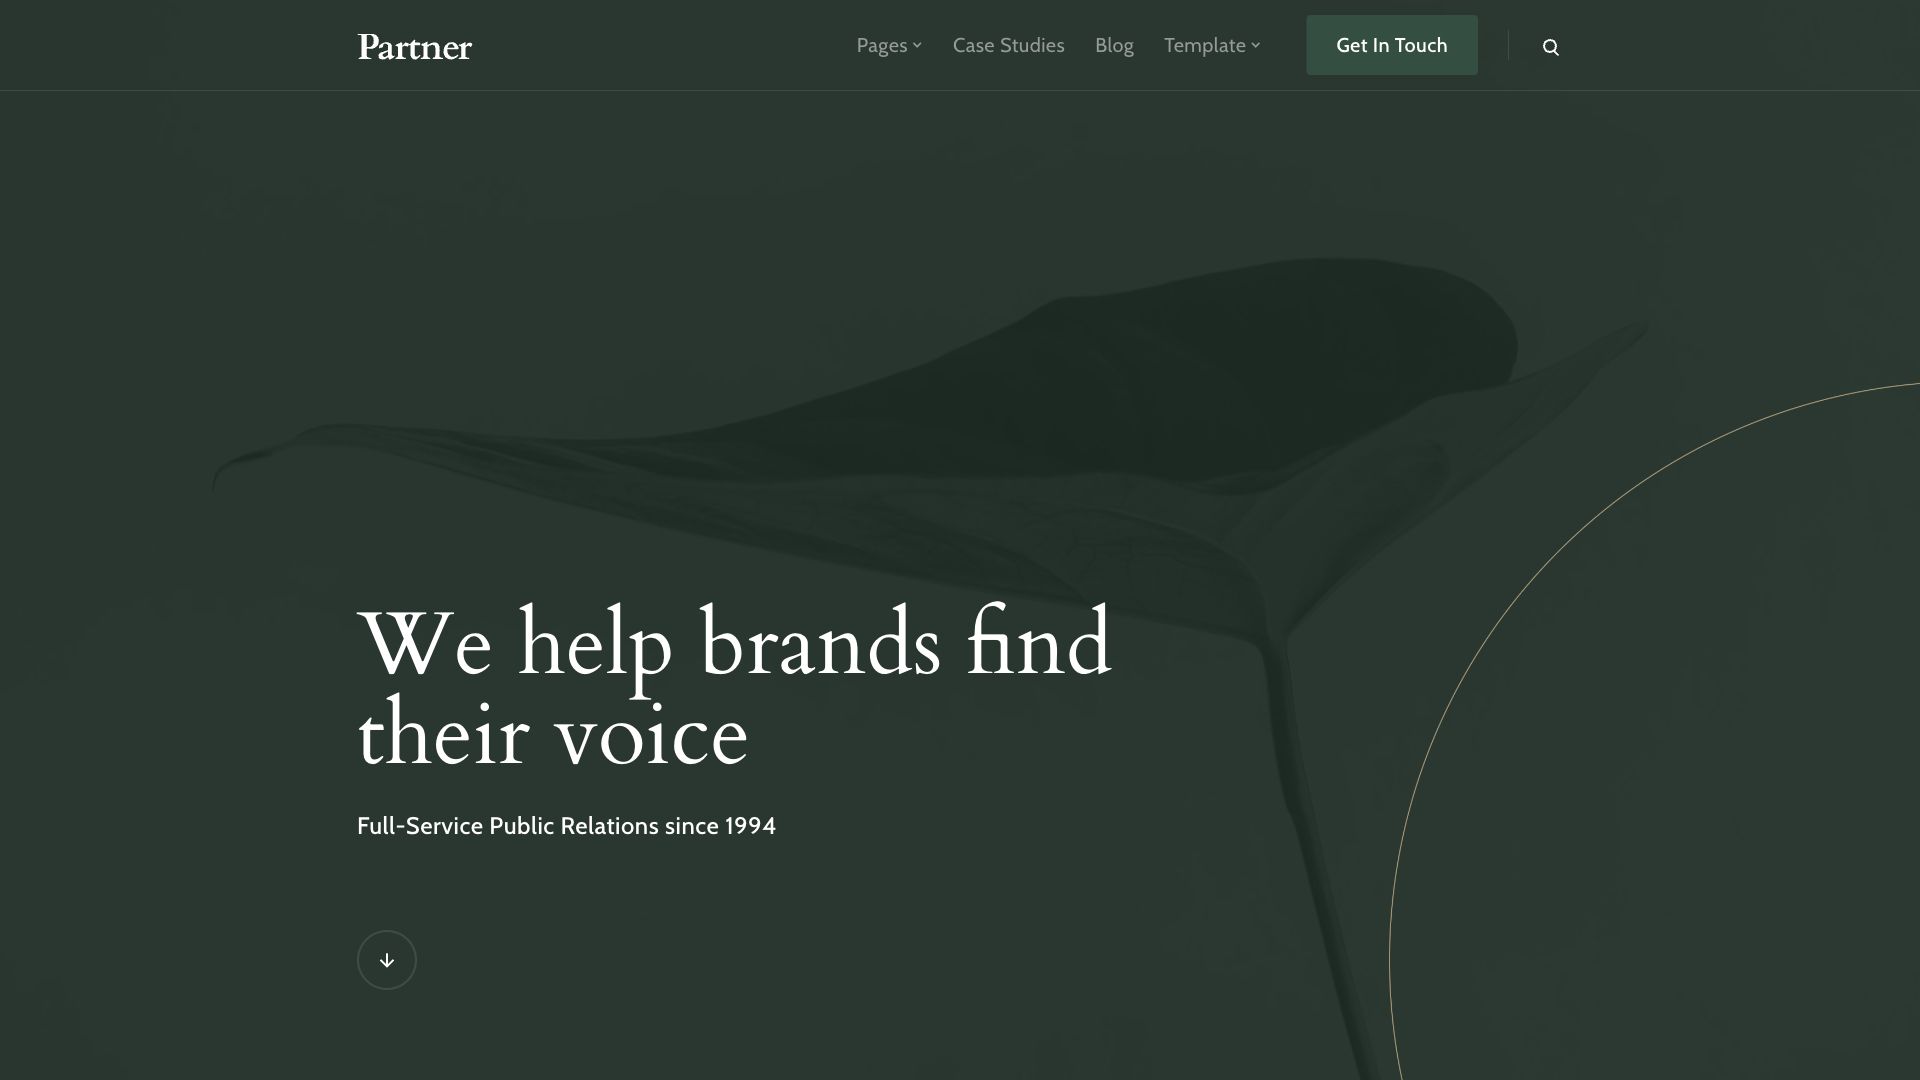 Partner
Pages
Case Studies
Blog
Template
Get In Touch
We help brands find
their voice
Full-Service Public Relations since 1994